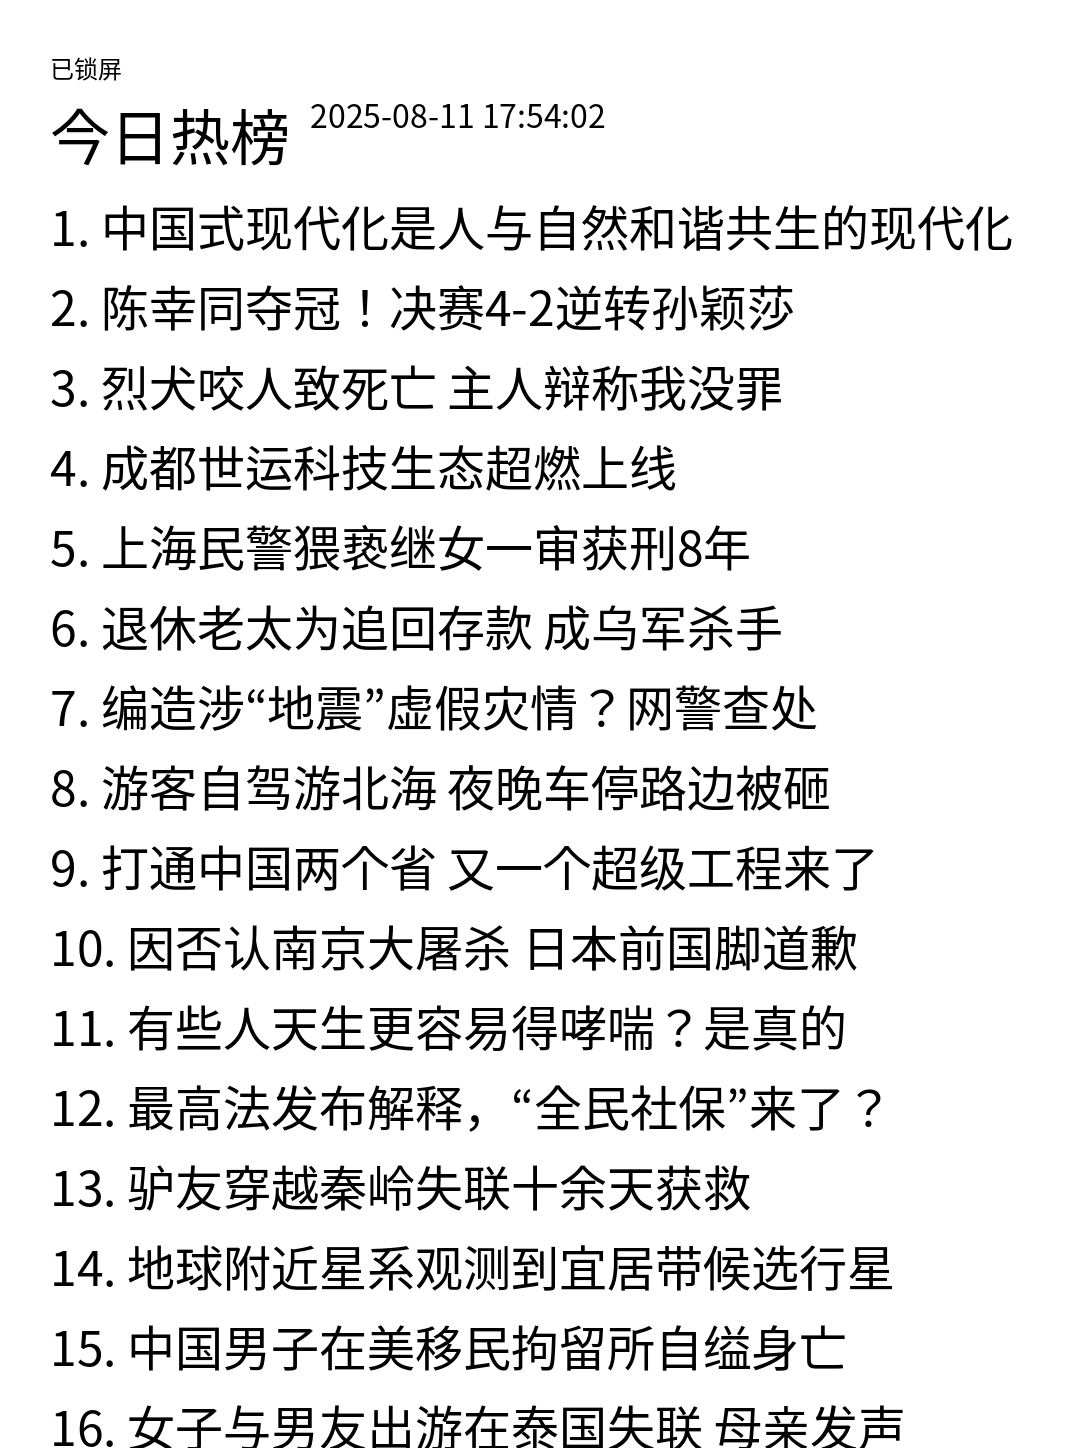 已锁屏
今日热榜 2025-08-11 17:54:02
1. 中国式现代化是人与自然和谐共生的现代化
2. 陈幸同夺冠！决赛4-2逆转孙颖莎
3. 烈犬咬人致死亡 主人辩称我没罪
4. 成都世运科技生态超燃上线
5. 上海民警猥亵继女一审获刑8年
6. 退休老太为追回存款 成乌军杀手
7. 编造涉“地震”虚假灾情？网警查处
8. 游客自驾游北海 夜晚车停路边被砸
9. 打通中国两个省 又一个超级工程来了
10. 因否认南京大屠杀 日本前国脚道歉
11. 有些人天生更容易得哮喘？是真的
12. 最高法发布解释，“全民社保”来了？
13. 驴友穿越秦岭失联十余天获救
14. 地球附近星系观测到宜居带候选行星
15. 中国男子在美移民拘留所自缢身亡
16. 女子与男友出游在泰国失联 母亲发声